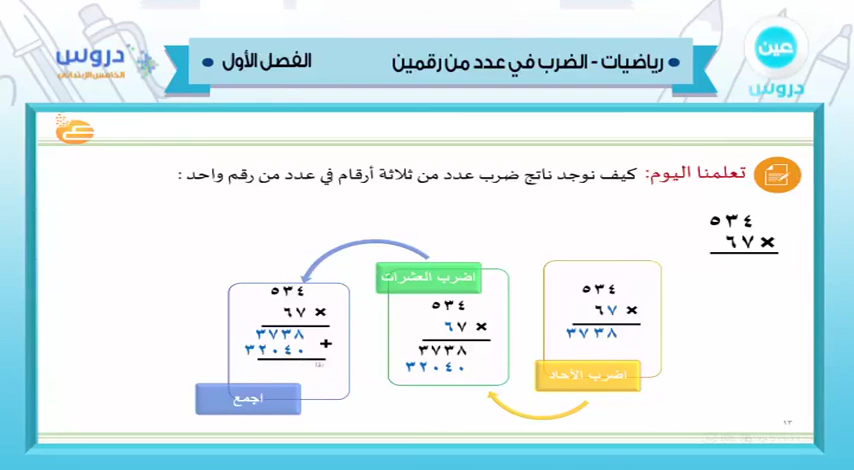 عين
دروس
رياضيات - الضرب في عدد من رقمين
الفصل الأول
دروس
الخامس الإبتدائي
تعلمنا اليوم: كيف نوجد ناتج ضرب عدد من ثلاثة أرقام في عدد من رقم واحد:
٥٣٤
٦٧ ×
٥٣٤
٦٧ ×
٣٧٣٨
اضرب الآحاد
اضرب العشرات
٥٣٤
٦٧ ×
٣٧٣٨
٣٢٠٤٠
٥٣٤
٦٧ ×
٣٧٣٨
+
٣٢٠٤٠
اجمع
١٣